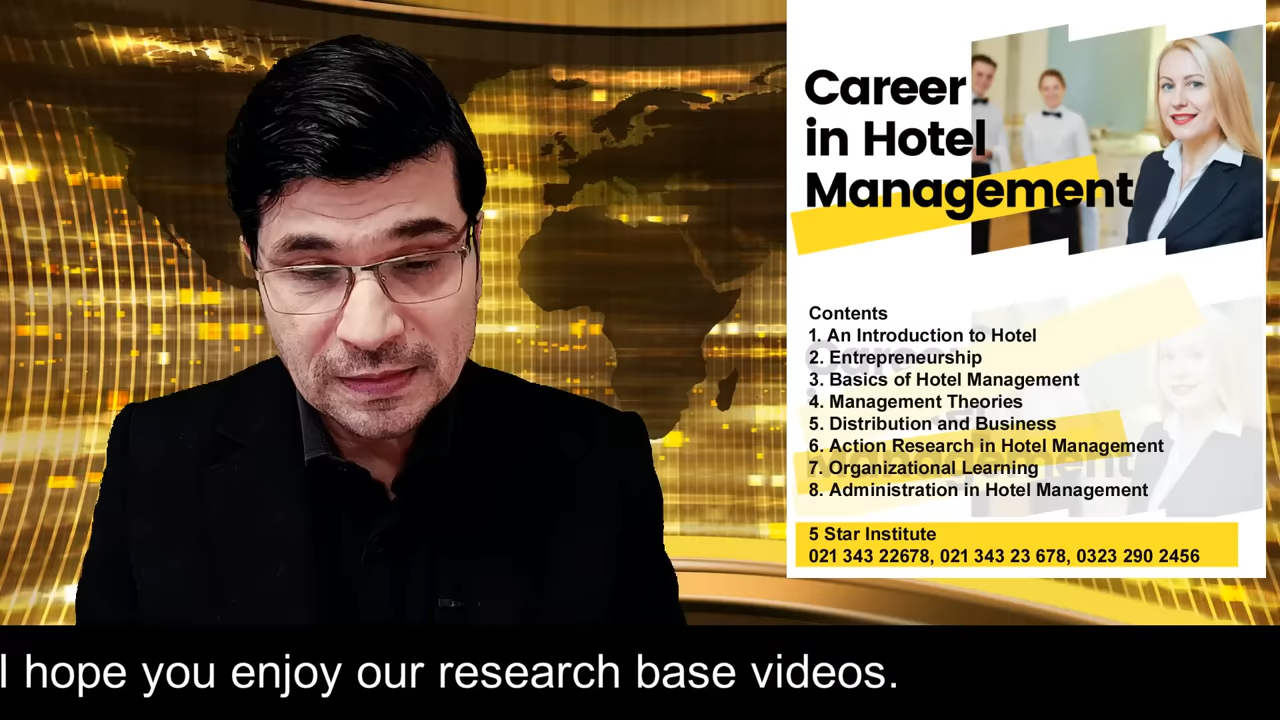 Career
in Hotel
Management
Contents
1. An Introduction to Hotel
2. Entrepreneurship
3. Basics of Hotel Management
4. Management Theories
5. Distribution and Business
6. Action Research in Hotel Management
7. Organizational Learning
8. Administration in Hotel Management
5 Star Institute
021 343 22678, 021 343 23 678, 0323 290 2456
I hope you enjoy our research base videos.